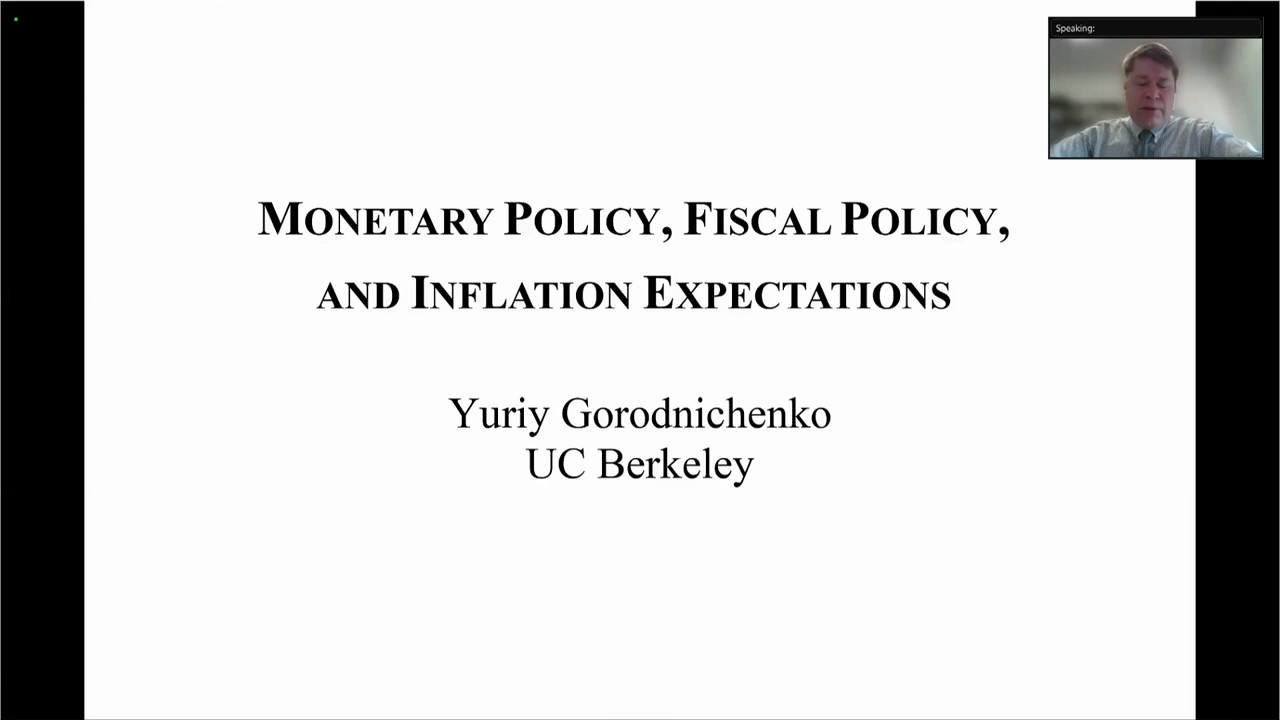 Speaking:
MONETARY POLICY, FISCAL POLICY,
AND INFLATION EXPECTATIONS
Yuriy Gorodnichenko
UC Berkeley